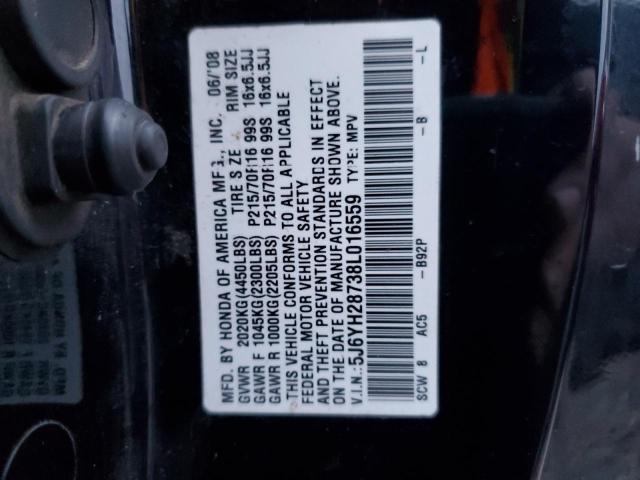 MFD. BY HONDA OF AMERICA MFG., INC. 06/'08
GVWR 2020KG(4450LBS) TIRE SIZE RIM SIZE
GAWR F 1045KG(2300LBS) P215/70R16 99S 16x6.5JJ
GAWR R 1000KG(2205LBS) P215/70R16 99S 16x6.5JJ
THIS VEHICLE CONFORMS TO ALL APPLICABLE
FEDERAL MOTOR VEHICLE SAFETY
AND THEFT PREVENTION STANDARDS IN EFFECT
ON THE DATE OF MANUFACTURE SHOWN ABOVE.
V.I.N.: 5J6YH28738L016559 TYPE: MPV
SCW 8 AC5 –B92P –B –L